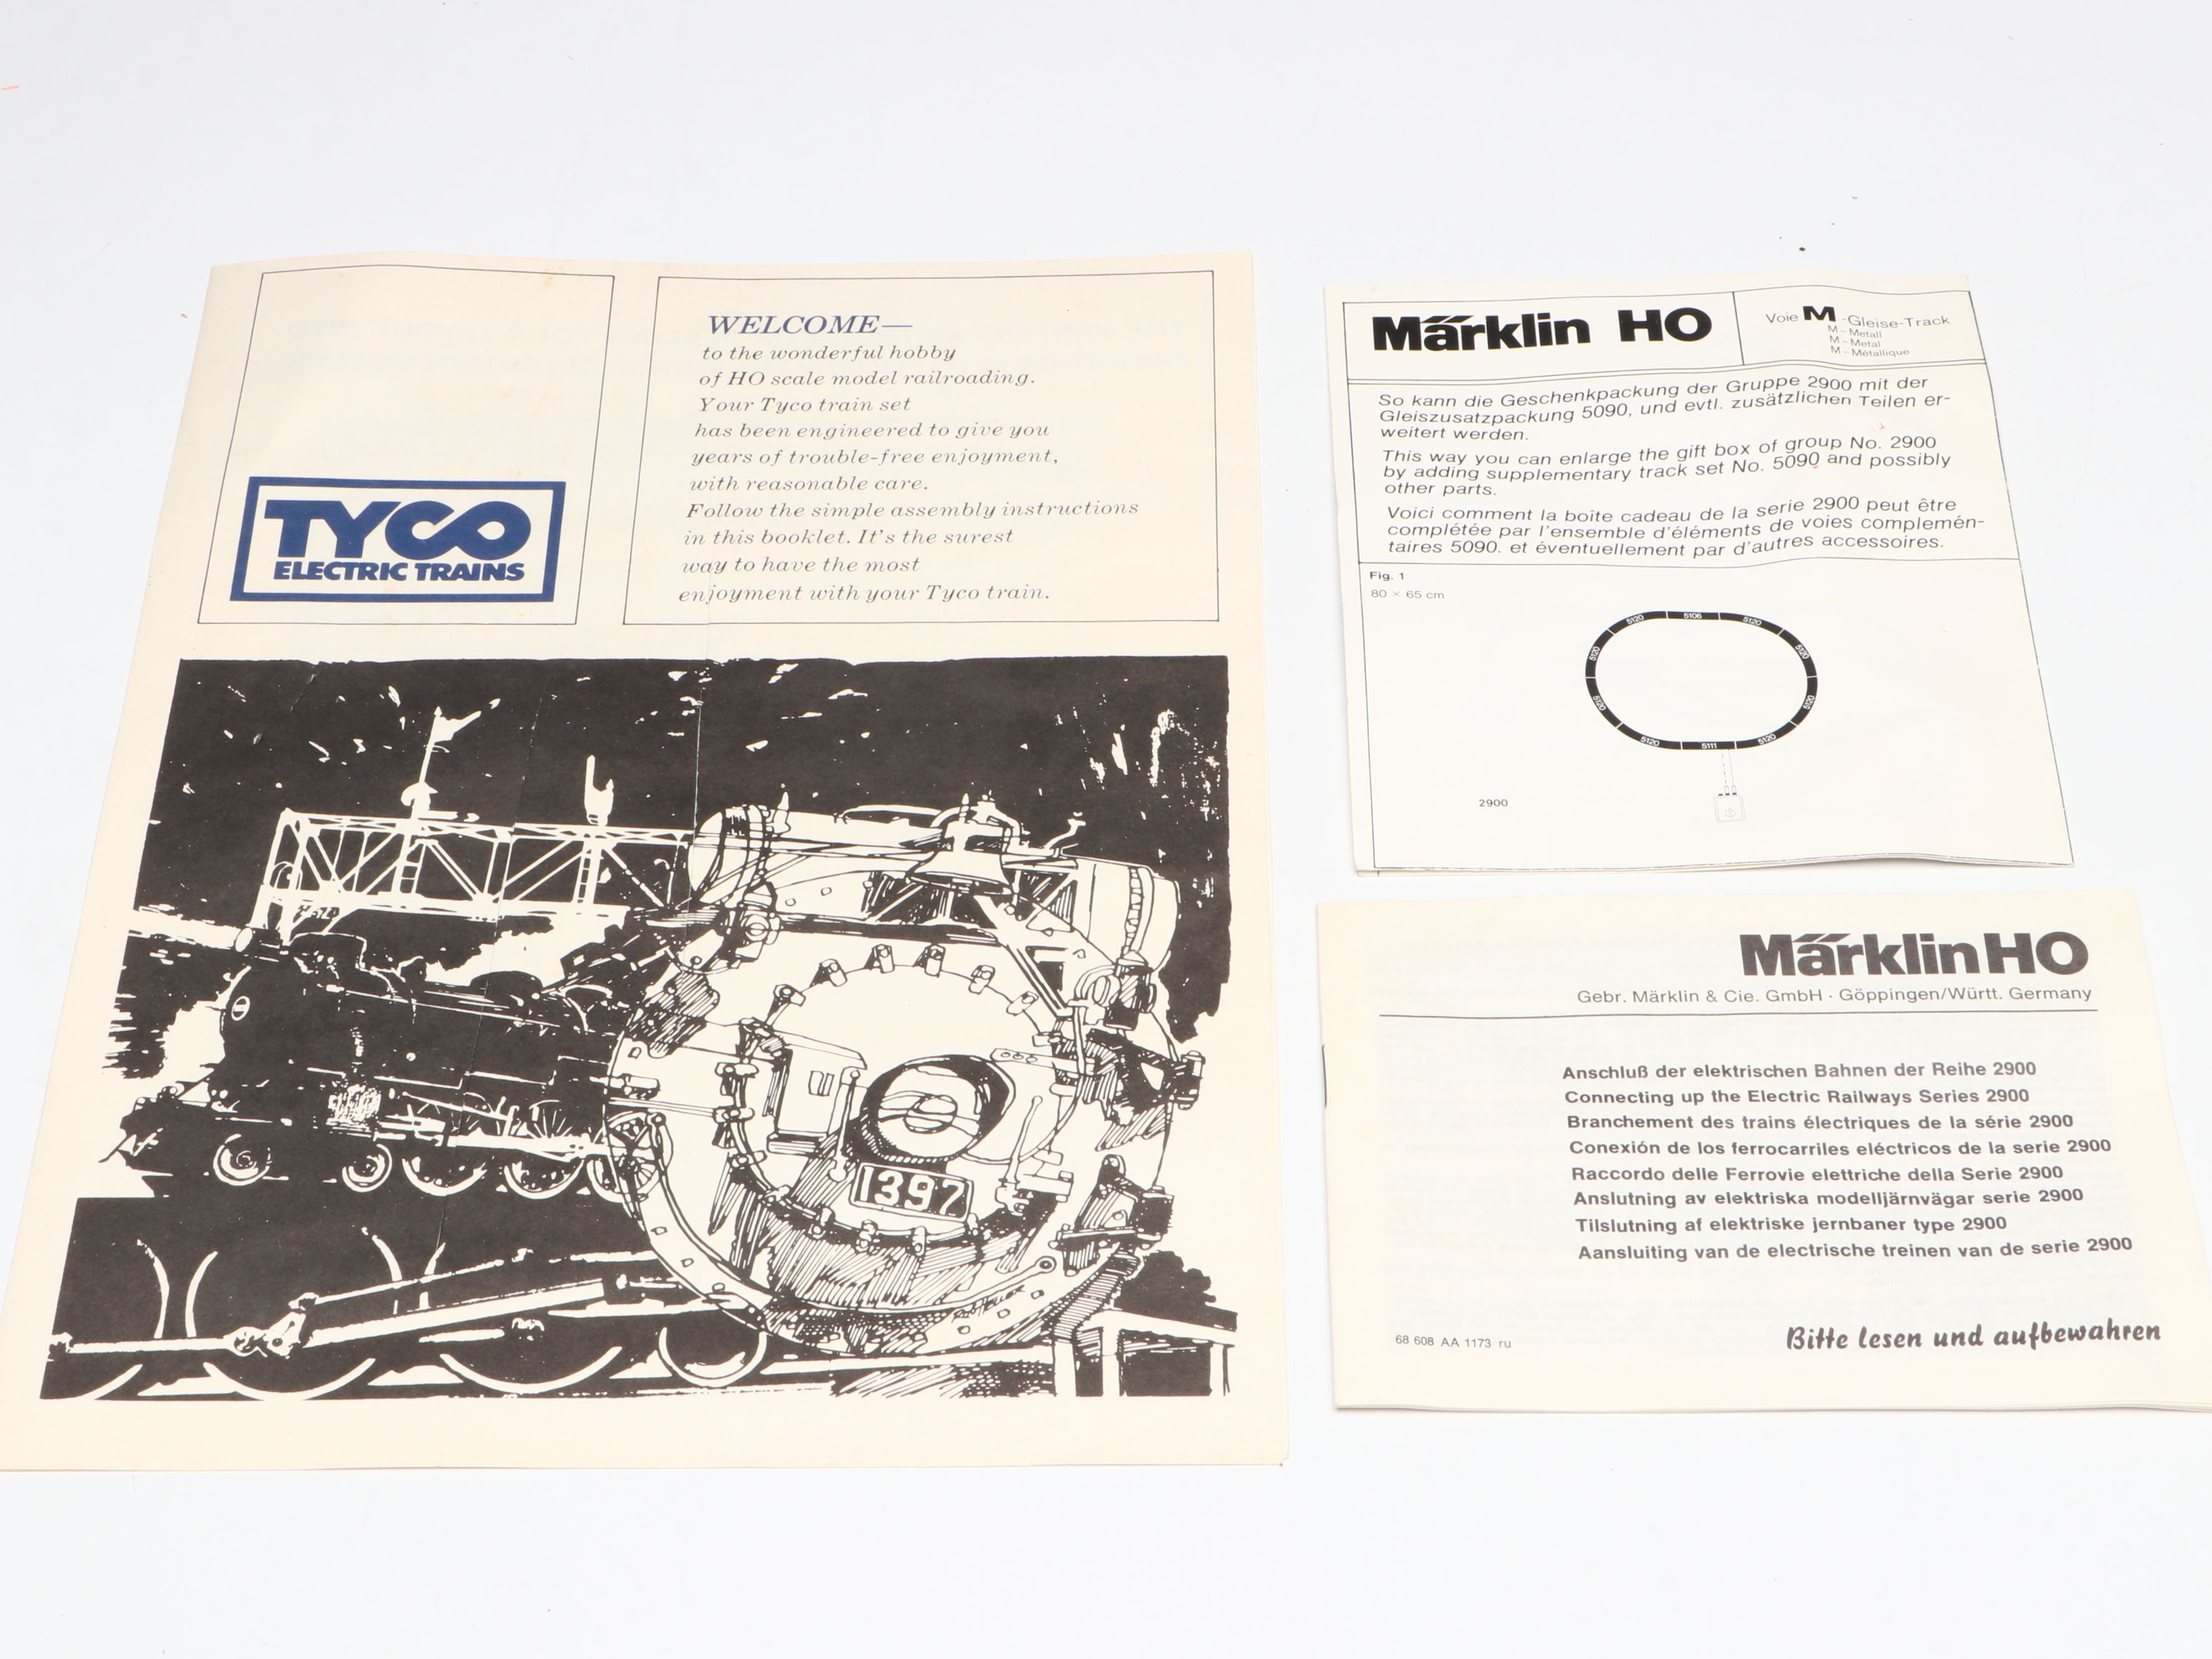 TYCO
ELECTRIC TRAINS
WELCOME—
to the wonderful hobby
of HO scale model railroading.
Your Tyco train set
has been engineered to give you
years of trouble-free enjoyment,
with reasonable care.
Follow the simple assembly instructions
in this booklet. It's the surest
way to have the most
enjoyment with your Tyco train.
1397
Märklin HO
Voie M-Gleise-Track
M - Metall
M - Metal
M - Métallique
So kann die Geschenkpackung der Gruppe 2900 mit der
Gleiszusatzpackung 5090, und evtl. zusätzlichen Teilen er-
weitert werden.
This way you can enlarge the gift box of group No. 2900
by adding supplementary track set No. 5090 and possibly
other parts.
Voici comment la boîte cadeau de la serie 2900 peut être
complétée par l'ensemble d'éléments de voies complemén-
taires 5090. et éventuellement par d'autres accessoires.
Fig. 1
80 × 65 cm
5120 5106 5120
5120 5120
5120 5120
5120 5111 5120
2900
Märklin HO
Gebr. Märklin & Cie. GmbH · Göppingen/Württ. Germany
Anschluß der elektrischen Bahnen der Reihe 2900
Connecting up the Electric Railways Series 2900
Branchement des trains électriques de la série 2900
Conexión de los ferrocarriles eléctricos de la serie 2900
Raccordo delle Ferrovie elettriche della Serie 2900
Anslutning av elektriska modelljärnvägar serie 2900
Tilslutning af elektriske jernbaner type 2900
Aansluiting van de electrische treinen van de serie 2900
68 608 AA 1173 ru
Bitte lesen und aufbewahren